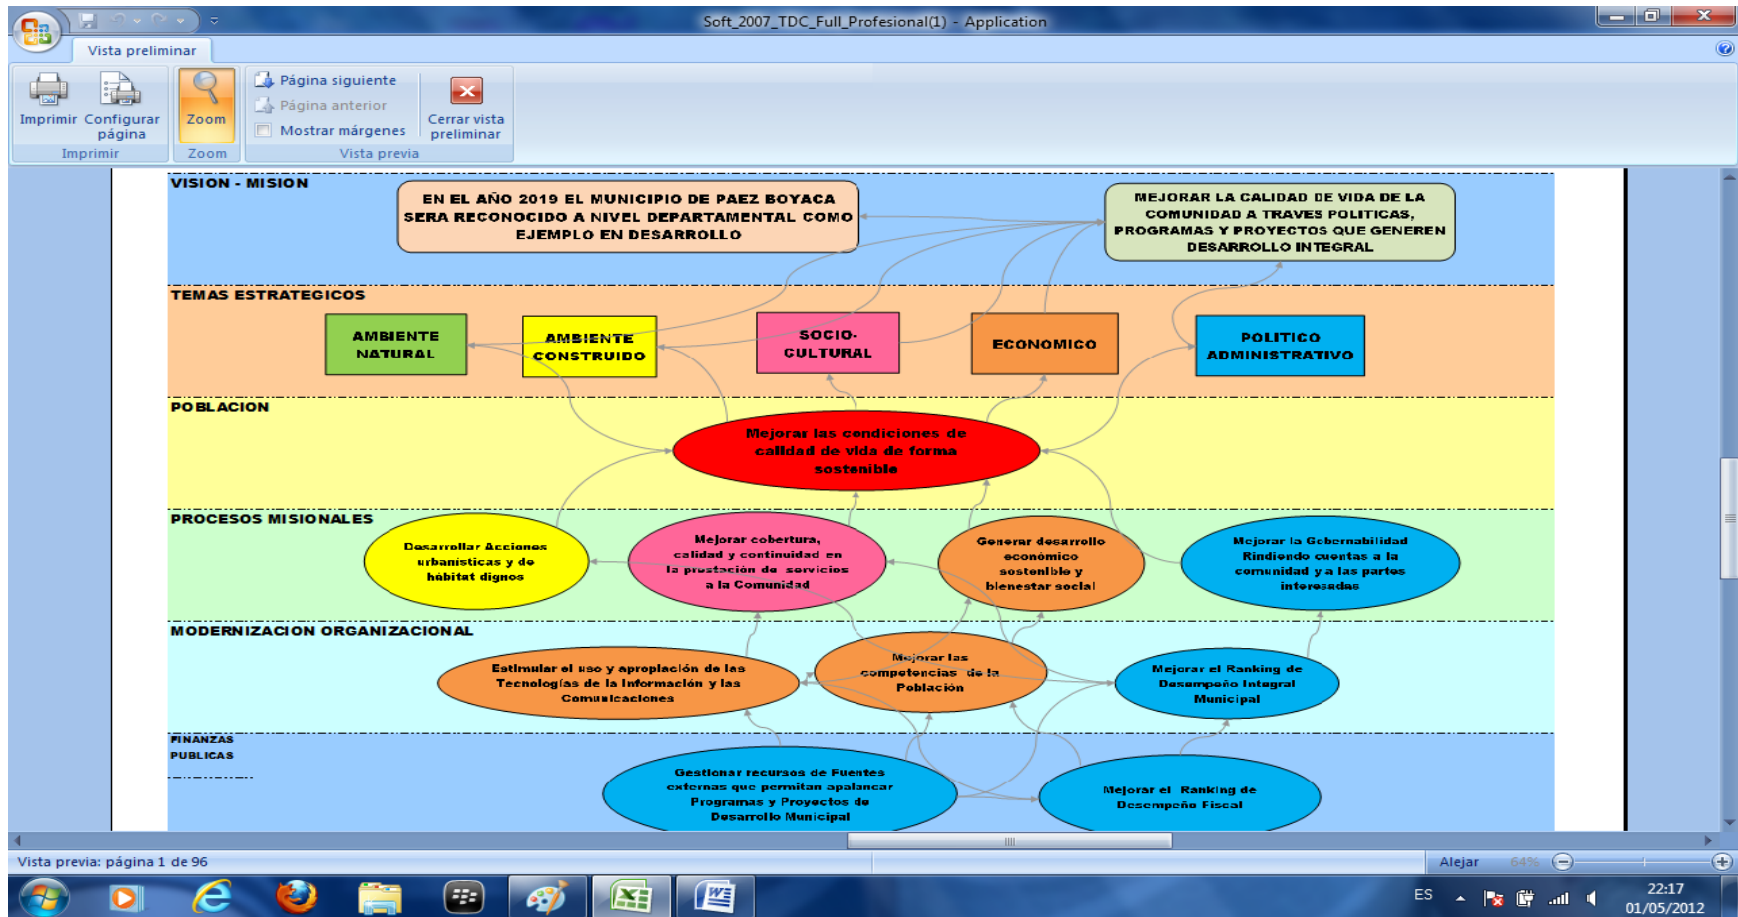 Soft_2007_TDC_Full_Profesional(1) - Application
Vista preliminar
Imprimir
Configurar
página
Imprimir
Zoom
Zoom
Página siguiente
Página anterior
Mostrar márgenes
Cerrar vista
preliminar
Vista previa
VISION - MISION
EN EL AÑO 2019 EL MUNICIPIO DE PAEZ BOYACA
SERA RECONOCIDO A NIVEL DEPARTAMENTAL COMO
EJEMPLO EN DESARROLLO
MEJORAR LA CALIDAD DE VIDA DE LA
COMUNIDAD A TRAVES POLITICAS,
PROGRAMAS Y PROYECTOS QUE GENEREN
DESARROLLO INTEGRAL
TEMAS ESTRATEGICOS
AMBIENTE
NATURAL
AMBIENTE
CONSTRUIDO
SOCIO-
CULTURAL
ECONOMICO
POLITICO
ADMINISTRATIVO
POBLACION
Mejorar las condiciones de
calidad de vida de forma
sostenible
PROCESOS MISIONALES
Desarrollar Acciones
urbanísticas y de
hábitat dignos
Mejorar cobertura,
calidad y continuidad en
la prestación de servicios
a la Comunidad
Generar desarrollo
económico
sostenible y
bienestar social
Mejorar la Gobernabilidad
Rindiendo cuentas a la
comunidad y a las partes
interesadas
MODERNIZACION ORGANIZACIONAL
Estimular el uso y apropiación de las
Tecnologías de la Información y las
Comunicaciones
Mejorar las
competencias de la
Población
Mejorar el Ranking de
Desempeño Integral
Municipal
FINANZAS
PUBLICAS
Gestionar recursos de Fuentes
externas que permitan apalancar
Programas y Proyectos de
Desarrollo Municipal
Mejorar el Ranking de
Desempeño Fiscal
Vista previa: página 1 de 96
Alejar
64%
ES
22:17
01/05/2012